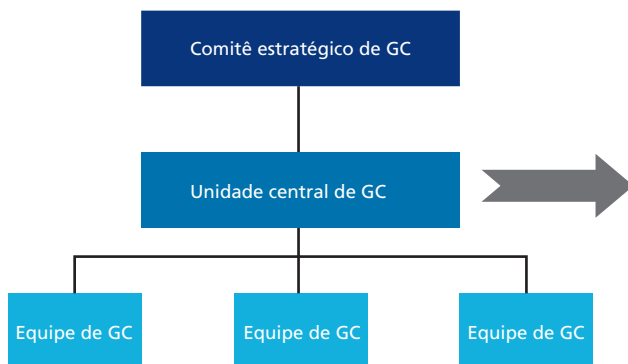 Comitê estratégico de GC
Unidade central de GC
Equipe de GC
Equipe de GC
Equipe de GC